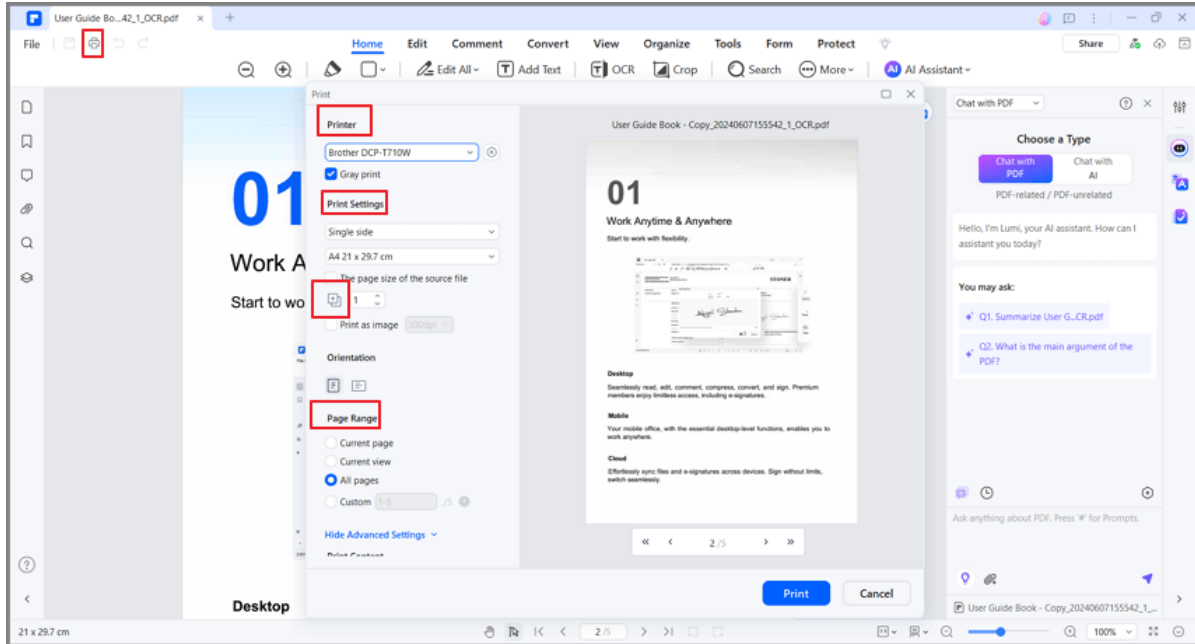 User Guide Bo...42_1_OCR.pdf
File
Home Edit Comment Convert View Organize Tools Form Protect
Share
Edit All
Add Text
OCR
Crop
Search
More
AI Assistant
Print
Printer
Brother DCP-T710W
Gray print
Print Settings
Single side
A4 21 x 29.7 cm
The page size of the source file
1
Print as image 300dpi
Orientation
Page Range
Current page
Current view
All pages
Custom 1-5 /5
Hide Advanced Settings
Print Content
User Guide Book - Copy_20240607155542_1_OCR.pdf
01
Work Anytime & Anywhere
Start to work with flexibility.
Desktop
Seamlessly read, edit, comment, compress, convert, and sign. Premium
members enjoy limitless access, including e-signatures.
Mobile
Your mobile office, with the essential desktop-level functions, enables you to
work anywhere.
Cloud
Effortlessly sync files and e-signatures across devices. Sign without limits,
switch seamlessly.
2 /5
Print Cancel
01
Work A
Start to wo
Desktop
Chat with PDF
Choose a Type
Chat with
PDF
Chat with
AI
PDF-related / PDF-unrelated
Hello, I'm Lumi, your AI assistant. How can I
assistant you today?
You may ask:
Q1. Summarize User G...CR.pdf
Q2. What is the main argument of the
PDF?
Ask anything about PDF. Press '#' for Prompts.
User Guide Book - Copy_20240607155542_1_...
21 x 29.7 cm
2 /5
100%